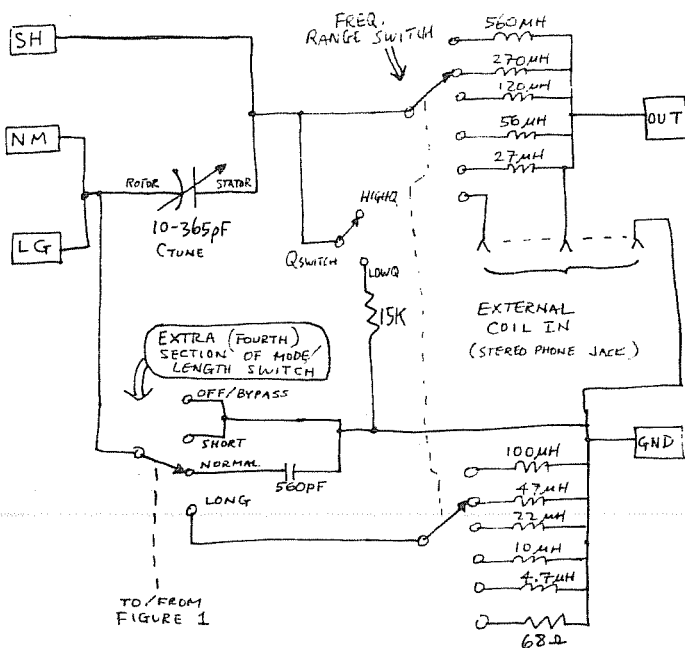 SH
FREQ.
RANGE SWITCH
560µH
270µH
120µH
56µH
27µH
OUT
NM
ROTOR
STATOR
10-365pF
CTUNE
LG
HIGHQ
QSWITCH
LOWQ
15K
EXTERNAL
COIL IN
(STEREO PHONE JACK)
EXTRA (FOURTH)
SECTION OF MODE/
LENGTH SWITCH
OFF/BYPASS
SHORT
NORMAL
560PF
LONG
GND
100µH
47µH
22µH
10µH
4.7µH
68Ω
TO/FROM
FIGURE 1